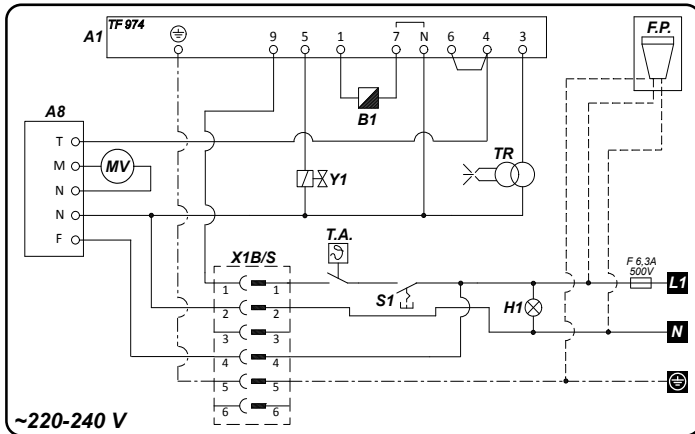 TF 974
F.P.
A1
9 5 1 7 N 6 4 3
B1
A8
T
M MV
N
N
F
TR
Y1
T.A.
X1B/S
F 6,3A
500V
1 1
S1
H1
L1
2 2
3 3
N
4 4
5 5
6 6
~220-240 V